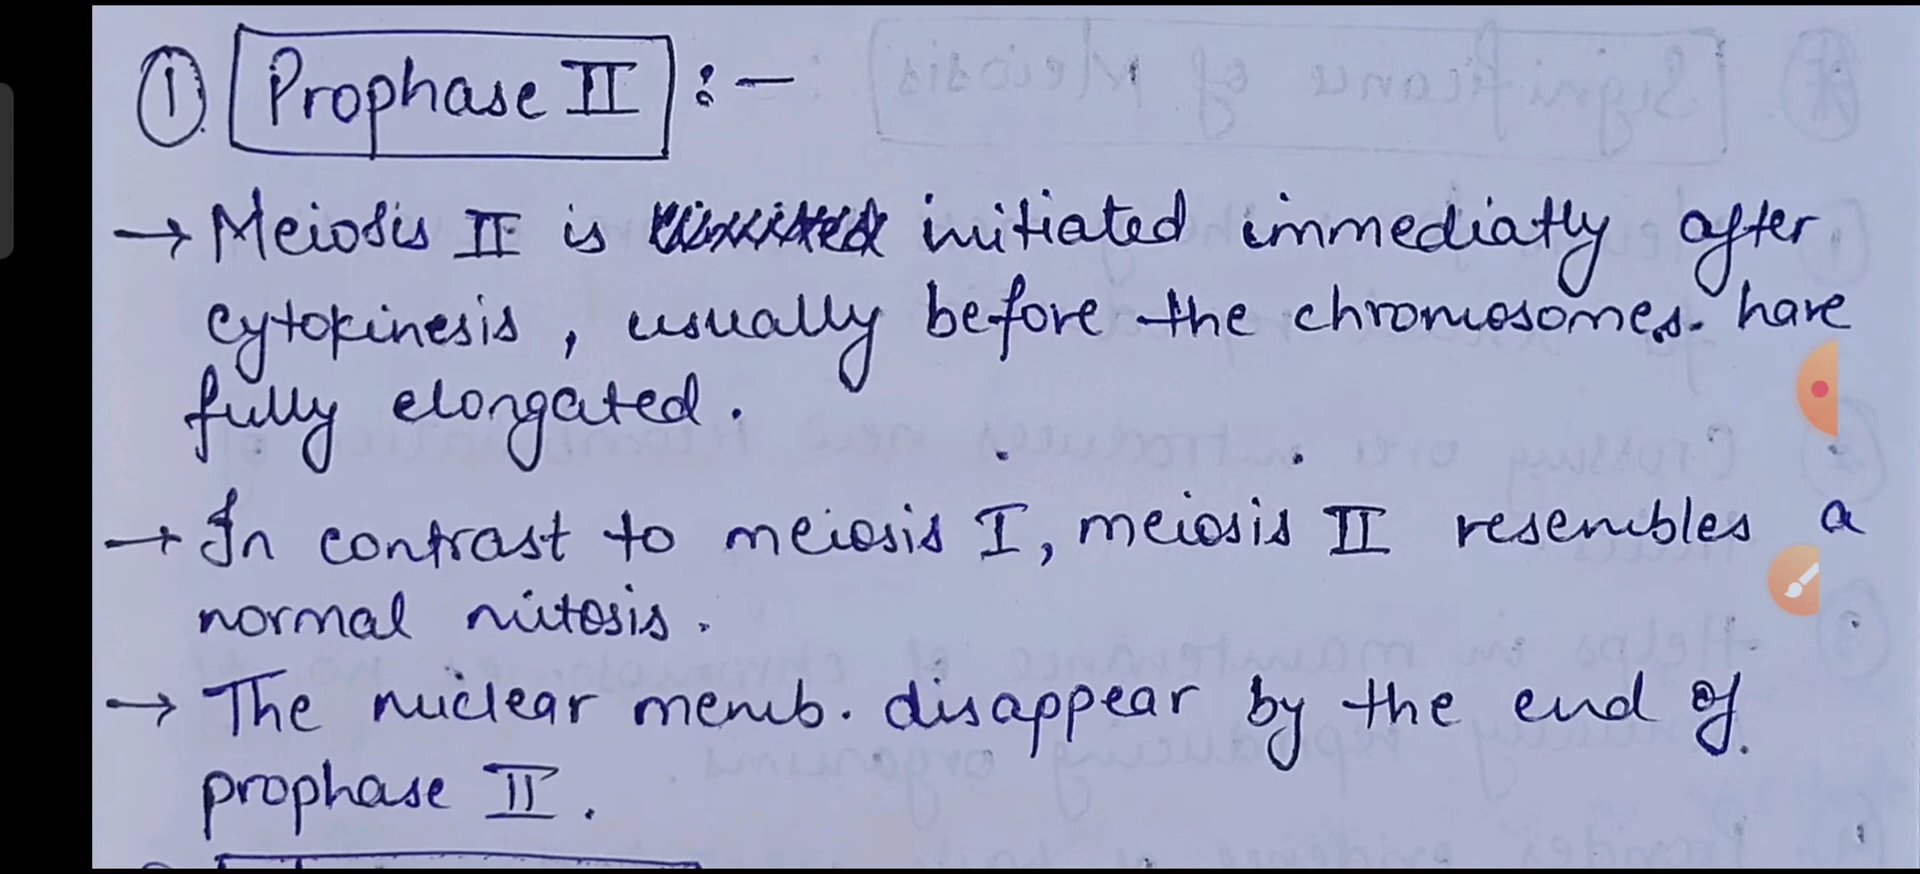 ① Prophase II :-
→ Meiosis II is initiated immediatly after
cytokinesis, usually before the chromosomes have
fully elongated.
→ In contrast to meiosis I, meiosis II resembles a
normal mitosis.
→ The nuclear memb. disappear by the end of
prophase II.